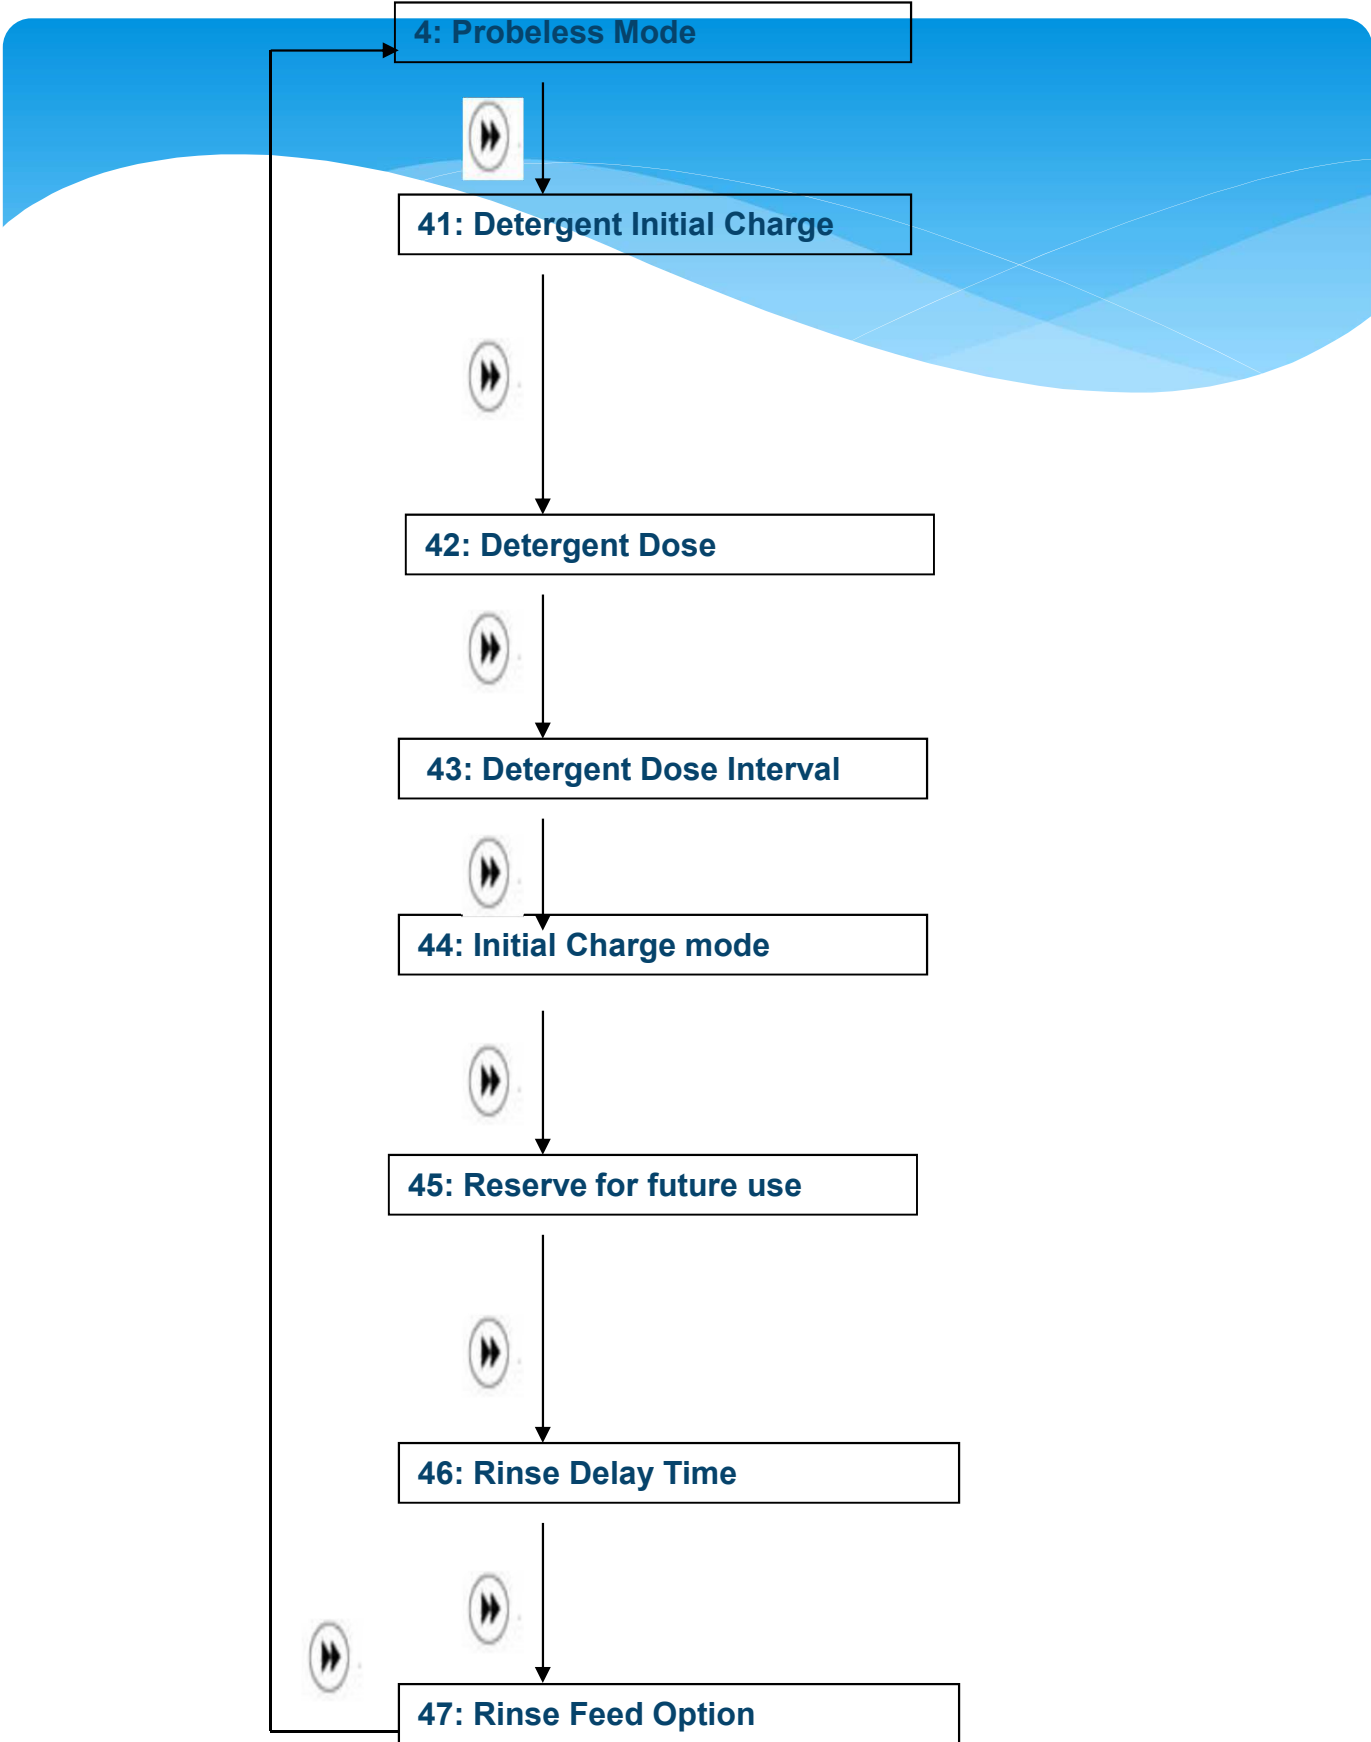 4: Probeless Mode
41: Detergent Initial Charge
42: Detergent Dose
43: Detergent Dose Interval
44: Initial Charge mode
45: Reserve for future use
46: Rinse Delay Time
47: Rinse Feed Option